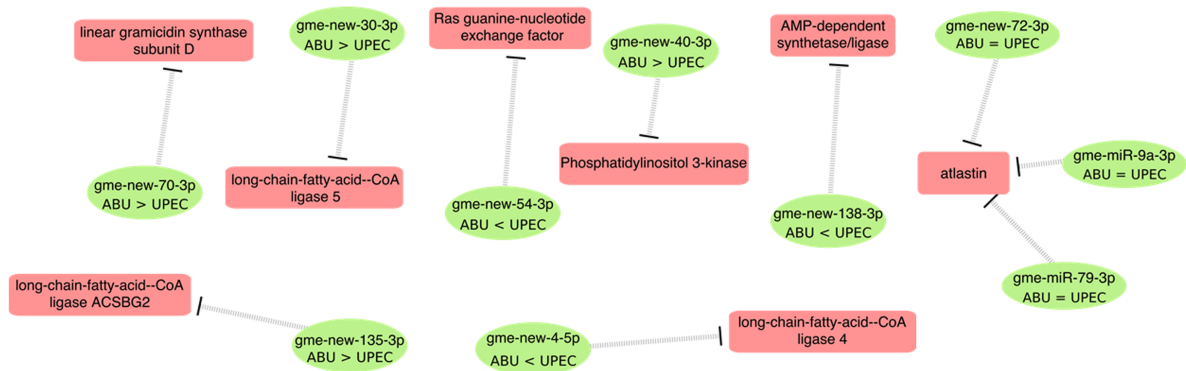 linear gramicidin synthase
subunit D
gme-new-30-3p
ABU > UPEC
Ras guanine-nucleotide
exchange factor
gme-new-40-3p
ABU > UPEC
AMP-dependent
synthetase/ligase
gme-new-72-3p
ABU = UPEC
gme-new-70-3p
ABU > UPEC
long-chain-fatty-acid--CoA
ligase 5
gme-new-54-3p
ABU < UPEC
Phosphatidylinositol 3-kinase
gme-new-138-3p
ABU < UPEC
atlastin
gme-miR-9a-3p
ABU = UPEC
gme-miR-79-3p
ABU = UPEC
long-chain-fatty-acid--CoA
ligase ACSBG2
gme-new-135-3p
ABU > UPEC
gme-new-4-5p
ABU < UPEC
long-chain-fatty-acid--CoA
ligase 4